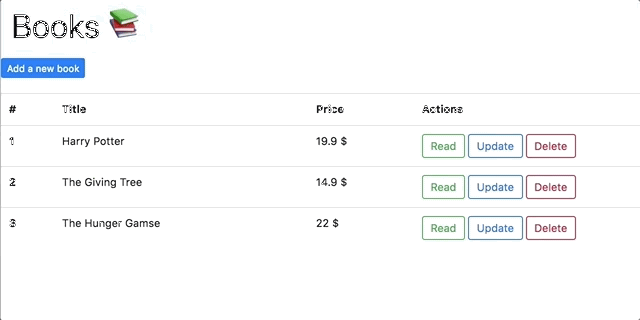 Books 📚
Add a new book
# Title Price Actions
1 Harry Potter 19.9 $ Read Update Delete
2 The Giving Tree 14.9 $ Read Update Delete
3 The Hunger Gamse 22 $ Read Update Delete